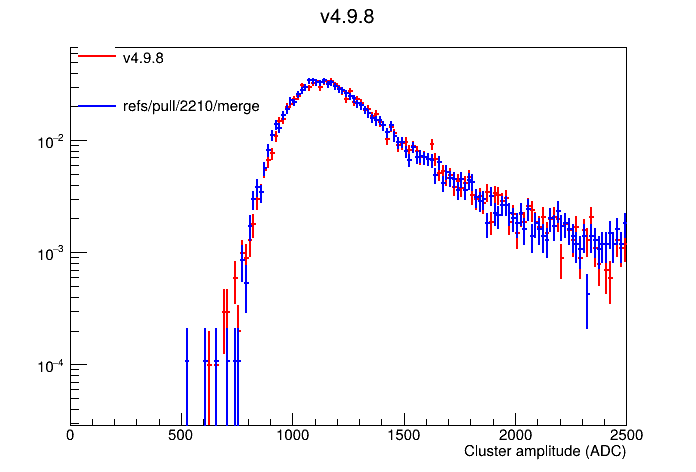 v4.9.8
v4.9.8
refs/pull/2210/merge
10⁻²
10⁻³
10⁻⁴
0 500 1000 1500 2000 2500
Cluster amplitude (ADC)